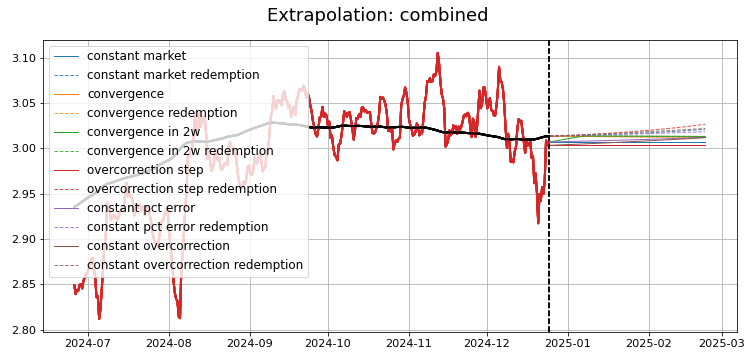 Extrapolation: combined
3.10
3.05
3.00
2.95
2.90
2.85
2.80
constant market
constant market redemption
convergence
convergence redemption
convergence in 2w
convergence in 2w redemption
overcorrection step
overcorrection step redemption
constant pct error
constant pct error redemption
constant overcorrection
constant overcorrection redemption
2024-07 2024-08 2024-09 2024-10 2024-11 2024-12 2025-01 2025-02 2025-03